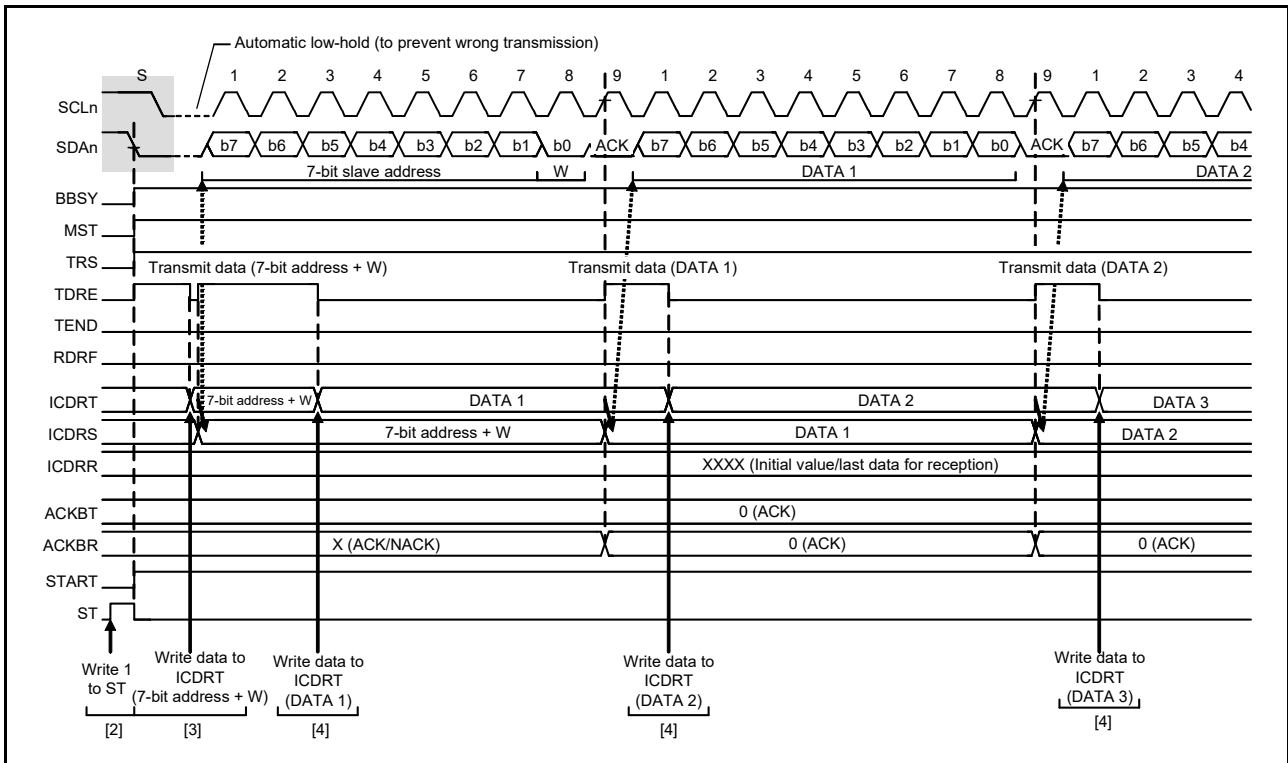 Automatic low-hold (to prevent wrong transmission)
S 1 2 3 4 5 6 7 8 9 1 2 3 4 5 6 7 8 9 1 2 3 4
SCLn
SDAn b7 b6 b5 b4 b3 b2 b1 b0 ACK b7 b6 b5 b4 b3 b2 b1 b0 ACK b7 b6 b5 b4
7-bit slave address W DATA 1 DATA 2
BBSY
MST
TRS
Transmit data (7-bit address + W) Transmit data (DATA 1) Transmit data (DATA 2)
TDRE
TEND
RDRF
ICDRT 7-bit address + W DATA 1 DATA 2 DATA 3
ICDRS 7-bit address + W DATA 1 DATA 2
ICDRR XXXX (Initial value/last data for reception)
ACKBT 0 (ACK)
ACKBR X (ACK/NACK) 0 (ACK) 0 (ACK)
START
ST
Write 1
to ST
[2]
Write data to
ICDRT
(7-bit address + W)
[3]
Write data to
ICDRT
(DATA 1)
[4]
Write data to
ICDRT
(DATA 2)
[4]
Write data to
ICDRT
(DATA 3)
[4]